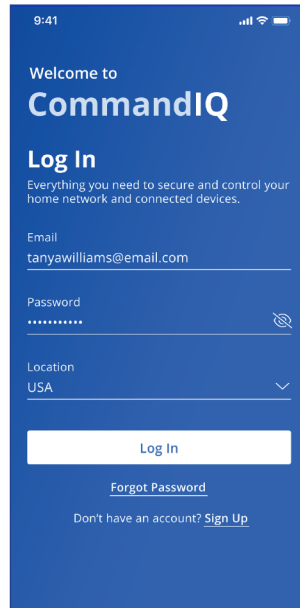 9:41
Welcome to
CommandIQ
Log In
Everything you need to secure and control your
home network and connected devices.
Email
tanyawilliams@email.com
Password
•••••••••••
Location
USA
Log In
Forgot Password
Don't have an account? Sign Up